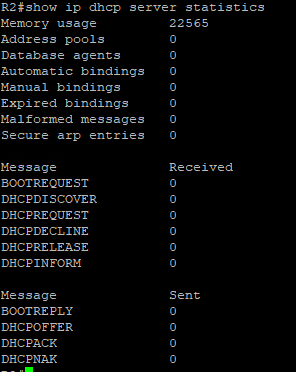 R2#show ip dhcp server statistics
Memory usage 22565
Address pools 0
Database agents 0
Automatic bindings 0
Manual bindings 0
Expired bindings 0
Malformed messages 0
Secure arp entries 0
Message Received
BOOTREQUEST 0
DHCPDISCOVER 0
DHCPREQUEST 0
DHCPDECLINE 0
DHCPRELEASE 0
DHCPINFORM 0
Message Sent
BOOTREPLY 0
DHCPOFFER 0
DHCPACK 0
DHCPNAK 0
R2#